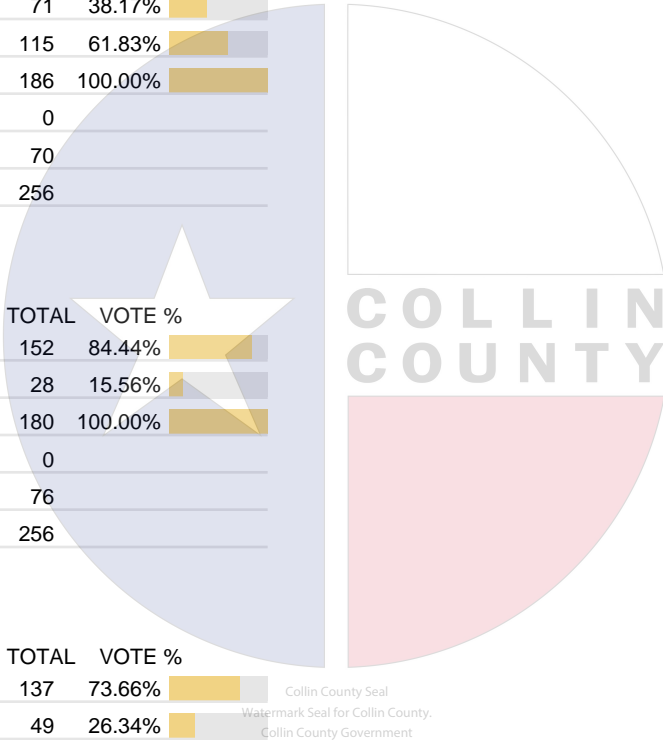 71 38.17%
115 61.83%
186 100.00%
0
70
256
TOTAL VOTE %
152 84.44%
28 15.56%
180 100.00%
0
76
256
COLLIN
COUNTY
TOTAL VOTE %
137 73.66%
49 26.34%
Collin County Seal
Watermark Seal for Collin County.
Collin County Government